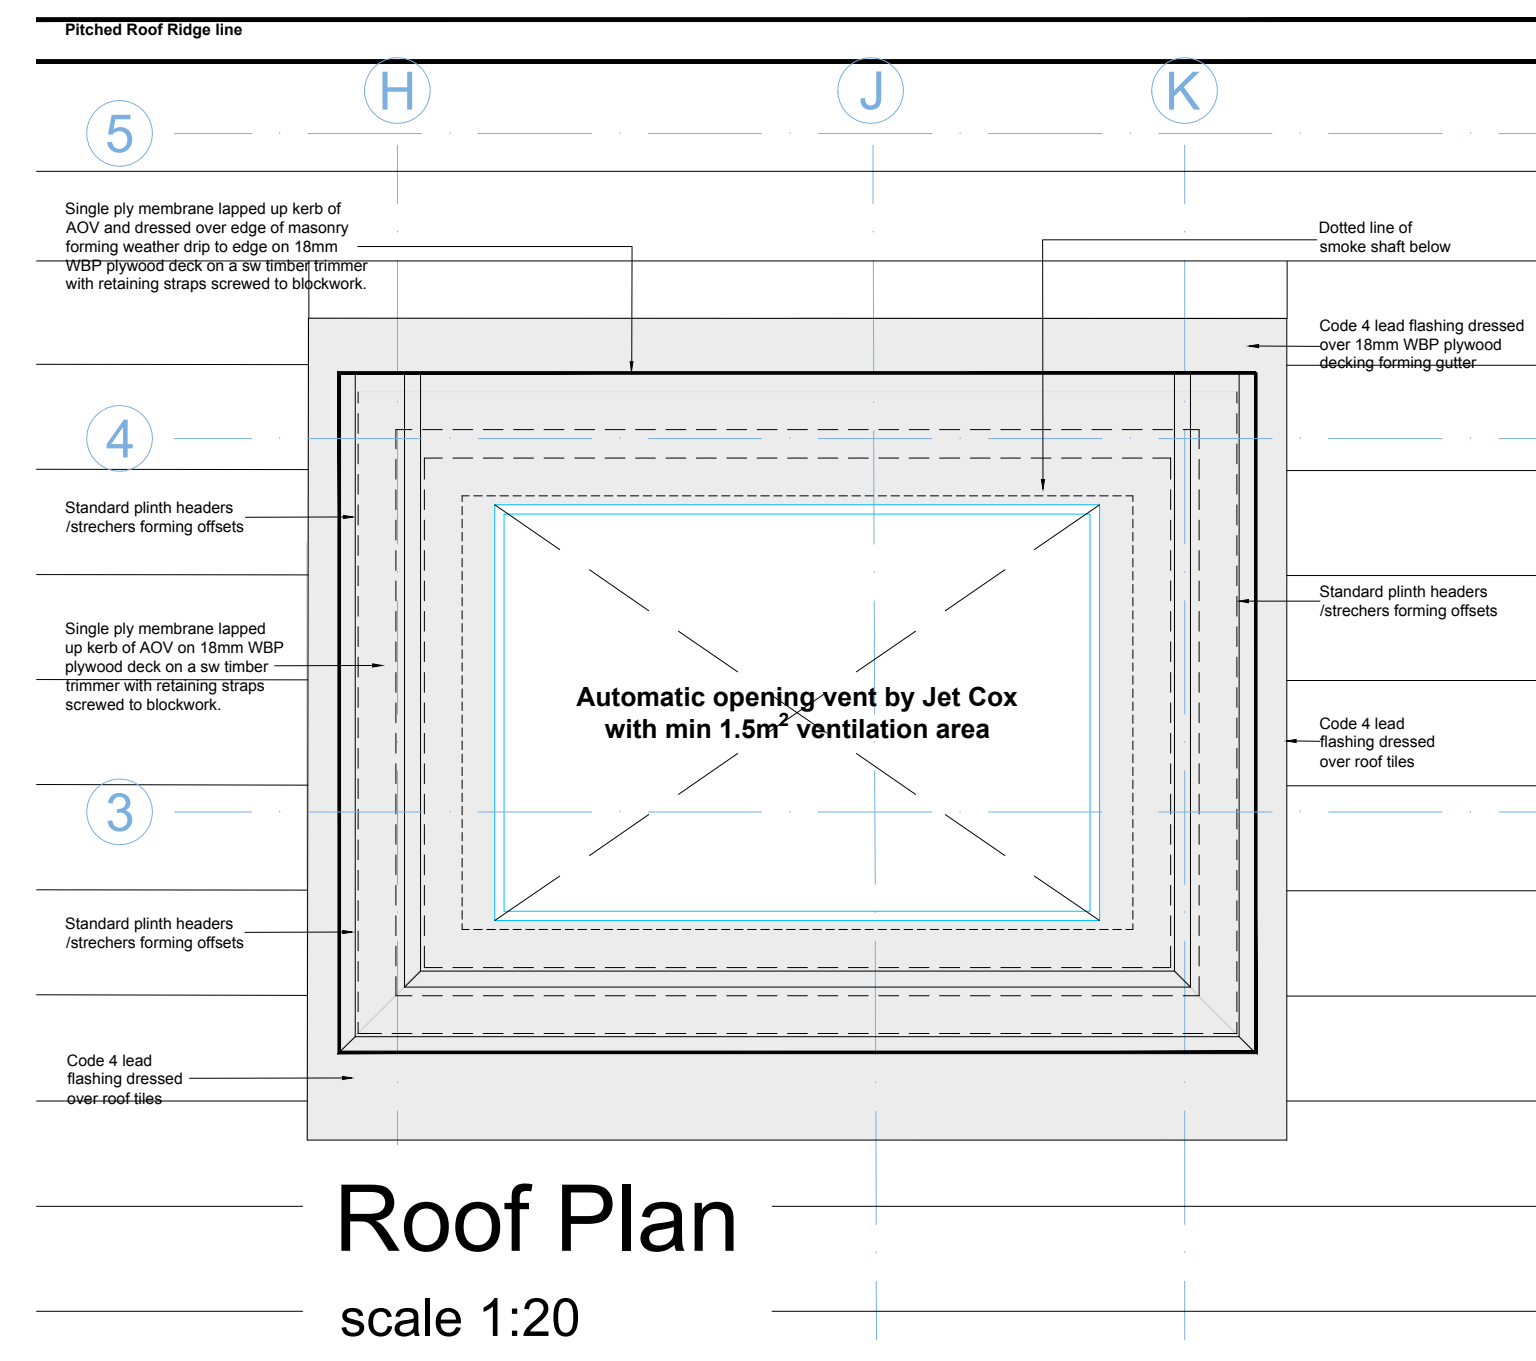 Pitched Roof Ridge line
H
J
K
5
Single ply membrane lapped up kerb of
AOV and dressed over edge of masonry
forming weather drip to edge on 18mm
WBP plywood deck on a sw timber trimmer
with retaining straps screwed to blockwork.
Dotted line of
smoke shaft below
Code 4 lead flashing dressed
over 18mm WBP plywood
decking forming gutter
4
Standard plinth headers
/strechers forming offsets
Standard plinth headers
/strechers forming offsets
Single ply membrane lapped
up kerb of AOV on 18mm WBP
plywood deck on a sw timber
trimmer with retaining straps
screwed to blockwork.
Automatic opening vent by Jet Cox
with min 1.5m² ventilation area
Code 4 lead
flashing dressed
over roof tiles
3
Standard plinth headers
/strechers forming offsets
Code 4 lead
flashing dressed
over roof tiles
Roof Plan
scale 1:20